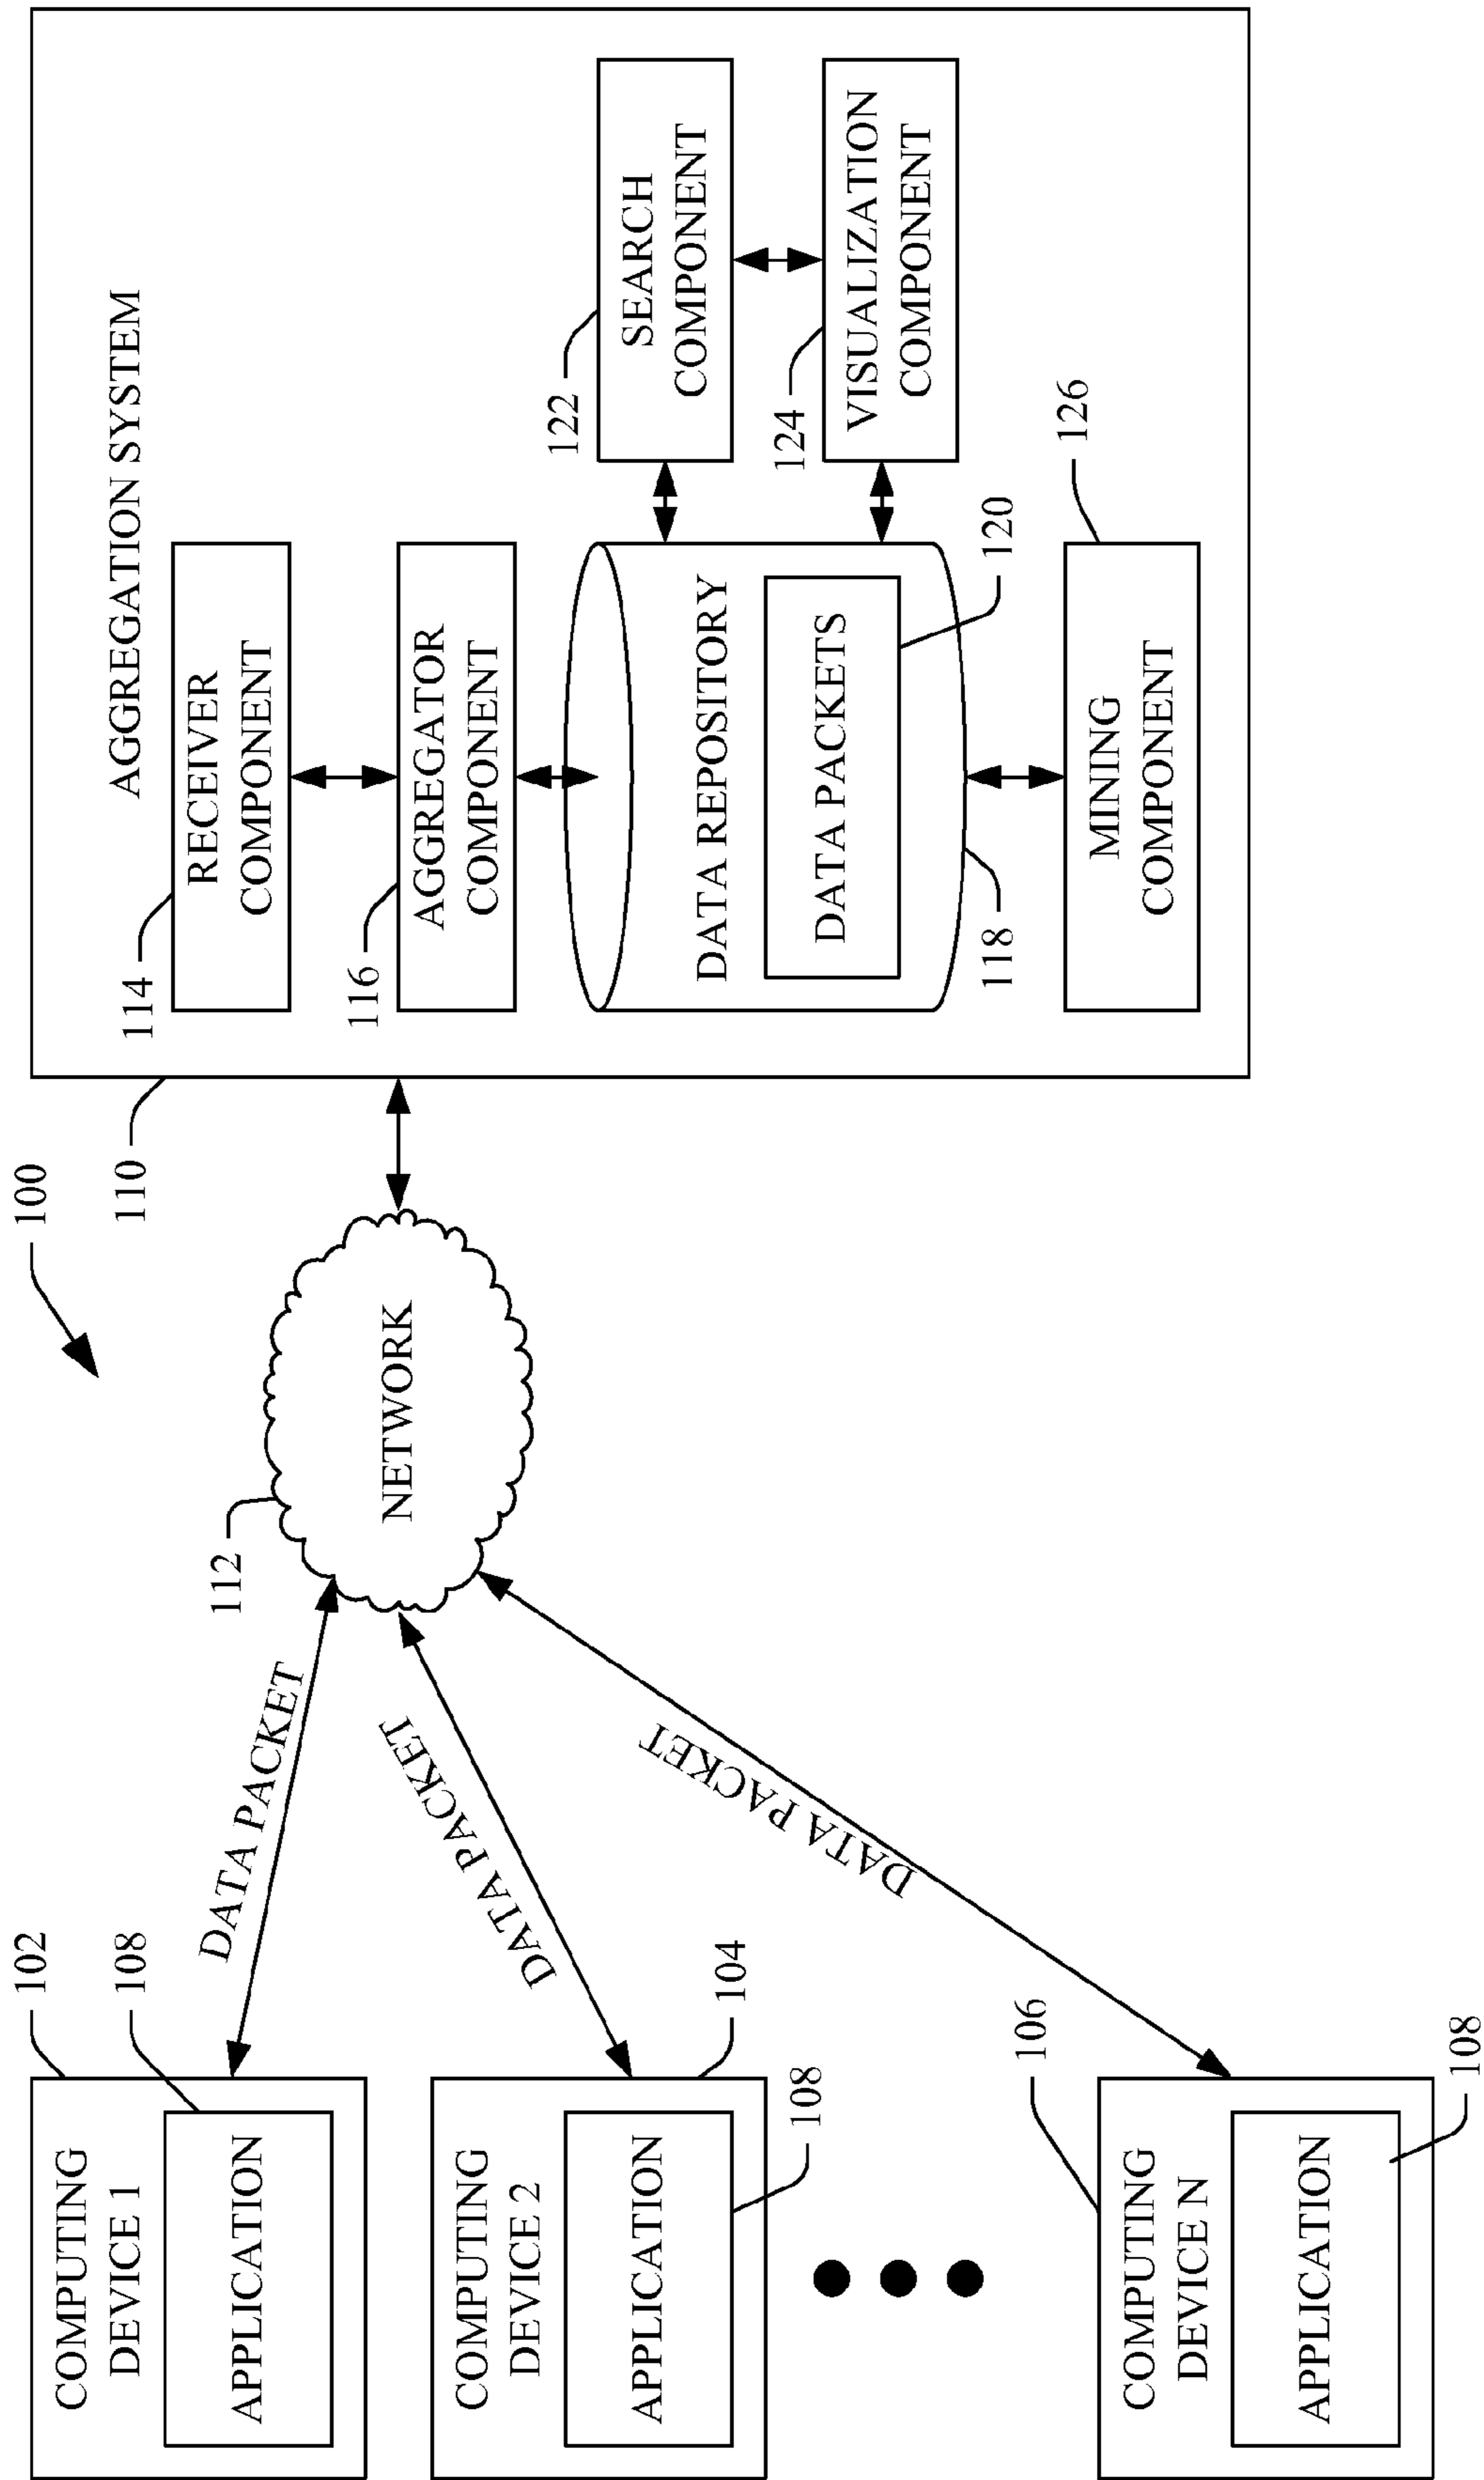 100
102
COMPUTING
DEVICE 1
108
APPLICATION
COMPUTING
DEVICE 2
104
APPLICATION
108
106
COMPUTING
DEVICE N
APPLICATION
108
DATA PACKET
DATA PACKET
DATA PACKET
112
NETWORK
110
AGGREGATION SYSTEM
114
RECEIVER
COMPONENT
116
AGGREGATOR
COMPONENT
DATA REPOSITORY
DATA PACKETS
118
120
122
SEARCH
COMPONENT
124
VISUALIZATION
COMPONENT
126
MINING
COMPONENT